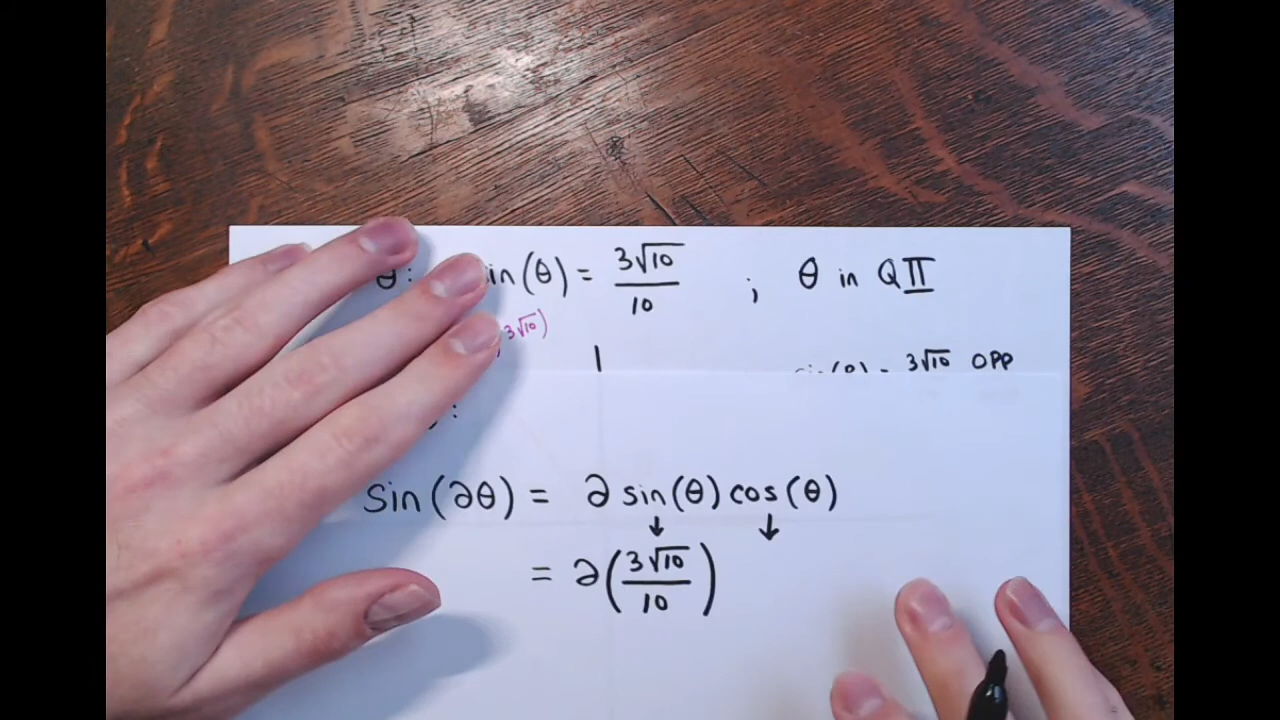 θ: in(θ) = 3√10/10 ; θ in QII
, 3√10)
sin(θ) = 3√10 OPP
:
Sin(2θ) = 2 sin(θ) cos(θ)
↓ ↓
= 2(3√10/10)